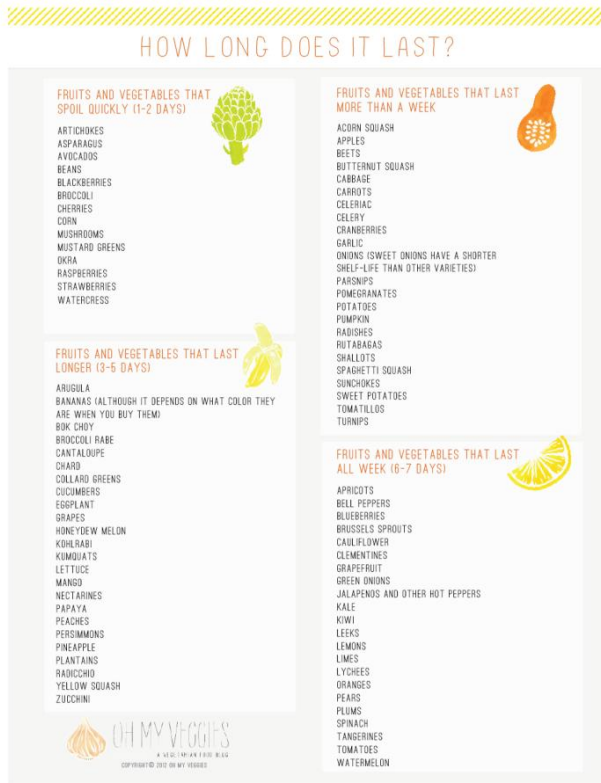 HOW LONG DOES IT LAST?
FRUITS AND VEGETABLES THAT
SPOIL QUICKLY (1-2 DAYS)
ARTICHOKES
ASPARAGUS
AVOCADOS
BEANS
BLACKBERRIES
BROCCOLI
CHERRIES
CORN
MUSHROOMS
MUSTARD GREENS
OKRA
RASPBERRIES
STRAWBERRIES
WATERCRESS
FRUITS AND VEGETABLES THAT LAST
LONGER (3-5 DAYS)
ARUGULA
BANANAS (ALTHOUGH IT DEPENDS ON WHAT COLOR THEY
ARE WHEN YOU BUY THEM)
BOK CHOY
BROCCOLI RABE
CANTALOUPE
CHARD
COLLARD GREENS
CUCUMBERS
EGGPLANT
GRAPES
HONEYDEW MELON
KOHLRABI
KUMQUATS
LETTUCE
MANGO
NECTARINES
PAPAYA
PEACHES
PERSIMMONS
PINEAPPLE
PLANTAINS
RADICCHIO
YELLOW SQUASH
ZUCCHINI
OH MY VEGGIES
A VEGETARIAN FOOD BLOG
COPYRIGHT© 2012 OH MY VEGGIES
FRUITS AND VEGETABLES THAT LAST
MORE THAN A WEEK
ACORN SQUASH
APPLES
BEETS
BUTTERNUT SQUASH
CABBAGE
CARROTS
CELERIAC
CELERY
CRANBERRIES
GARLIC
ONIONS (SWEET ONIONS HAVE A SHORTER
SHELF-LIFE THAN OTHER VARIETIES)
PARSNIPS
POMEGRANATES
POTATOES
PUMPKIN
RADISHES
RUTABAGAS
SHALLOTS
SPAGHETTI SQUASH
SUNCHOKES
SWEET POTATOES
TOMATILLOS
TURNIPS
FRUITS AND VEGETABLES THAT LAST
ALL WEEK (6-7 DAYS)
APRICOTS
BELL PEPPERS
BLUEBERRIES
BRUSSELS SPROUTS
CAULIFLOWER
CLEMENTINES
GRAPEFRUIT
GREEN ONIONS
JALAPENOS AND OTHER HOT PEPPERS
KALE
KIWI
LEEKS
LEMONS
LIMES
LYCHEES
ORANGES
PEARS
PLUMS
SPINACH
TANGERINES
TOMATOES
WATERMELON